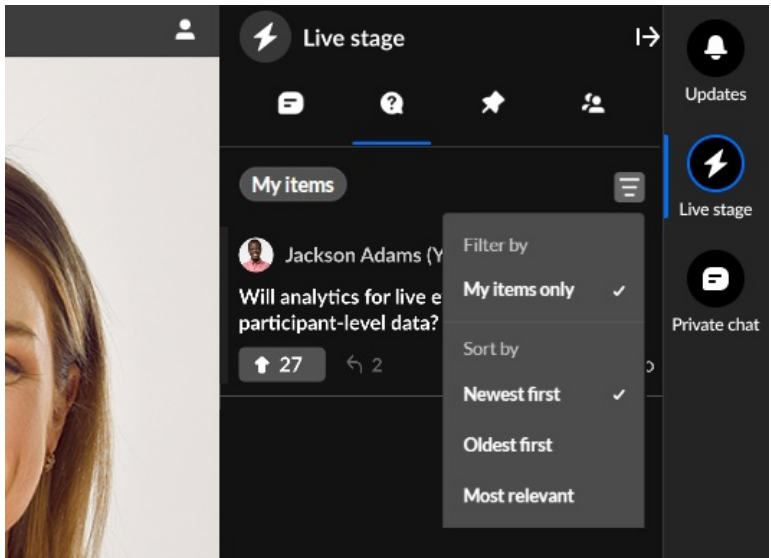 Live stage
My items
Jackson Adams (Y
Will analytics for live e
participant-level data?
27
2
Filter by
My items only
Sort by
Newest first
Oldest first
Most relevant
Updates
Live stage
Private chat